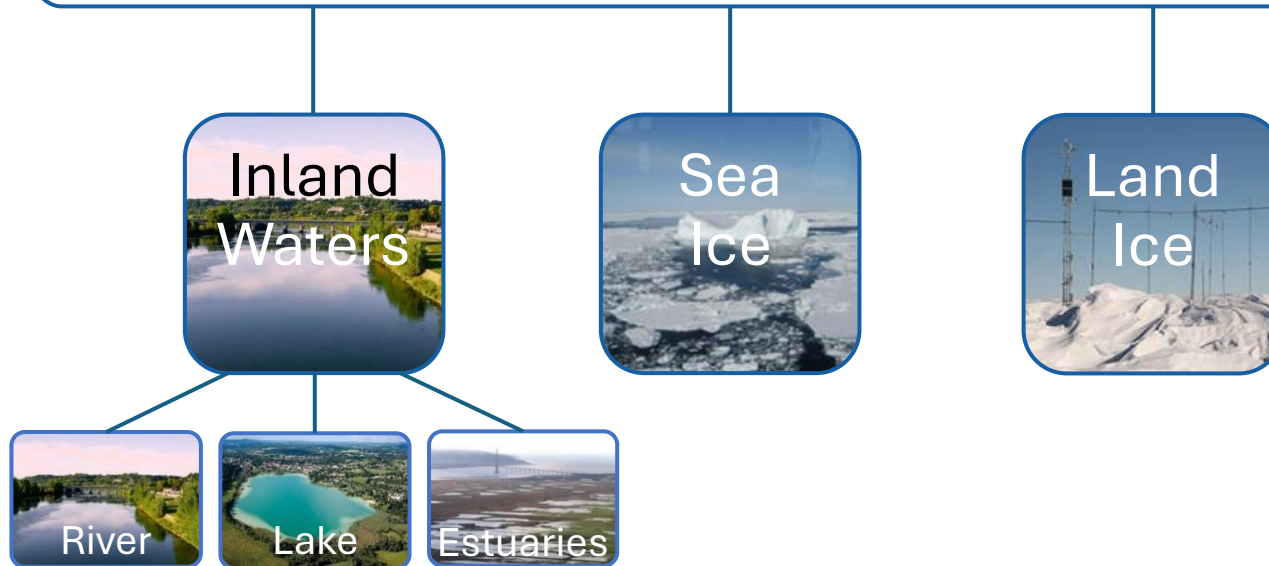 Inland
Waters
Sea
Ice
Land
Ice
River
Lake
Estuaries